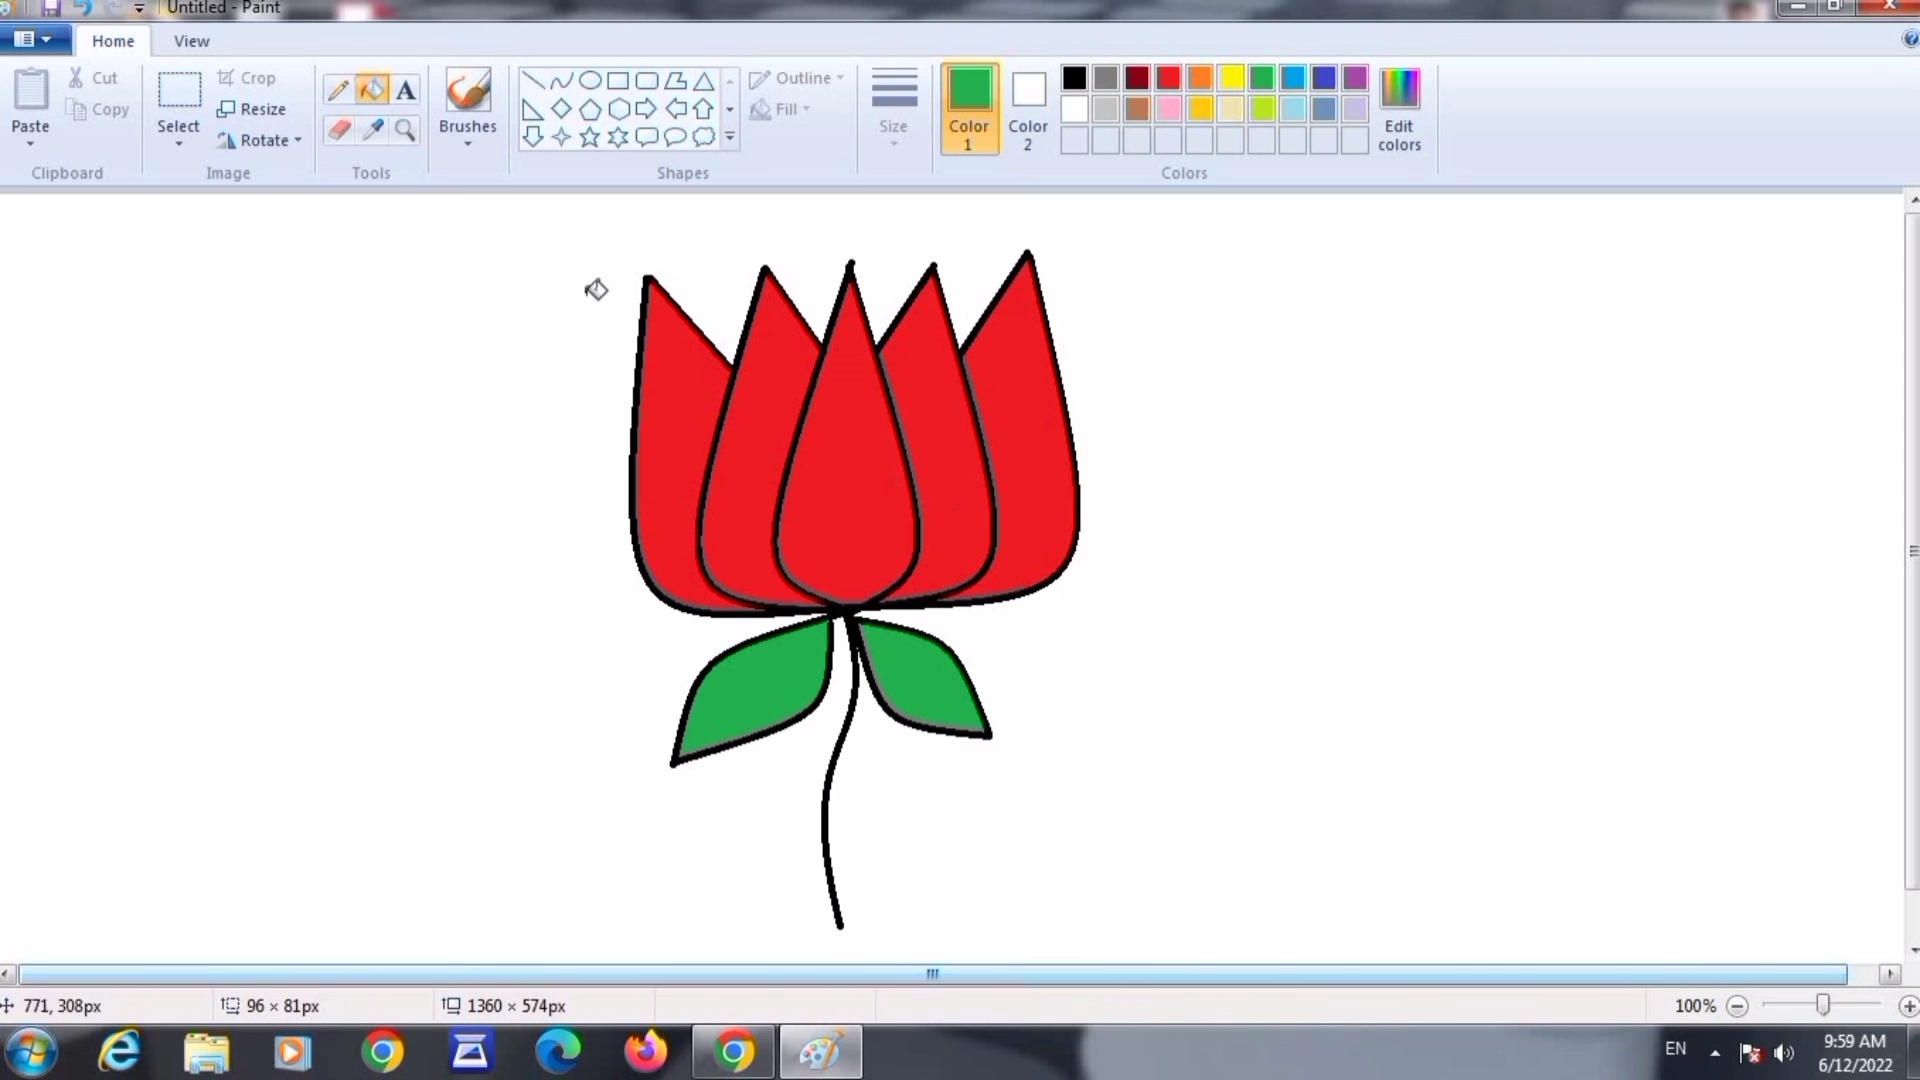 Untitled - Paint
Home
View
Paste
Cut
Copy
Clipboard
Select
Crop
Resize
Rotate
Image
A
Tools
Brushes
Outline
Fill
Shapes
Size
Color
1
Color
2
Edit
colors
Colors
771, 308px
96 × 81px
1360 × 574px
100%
EN
9:59 AM
6/12/2022